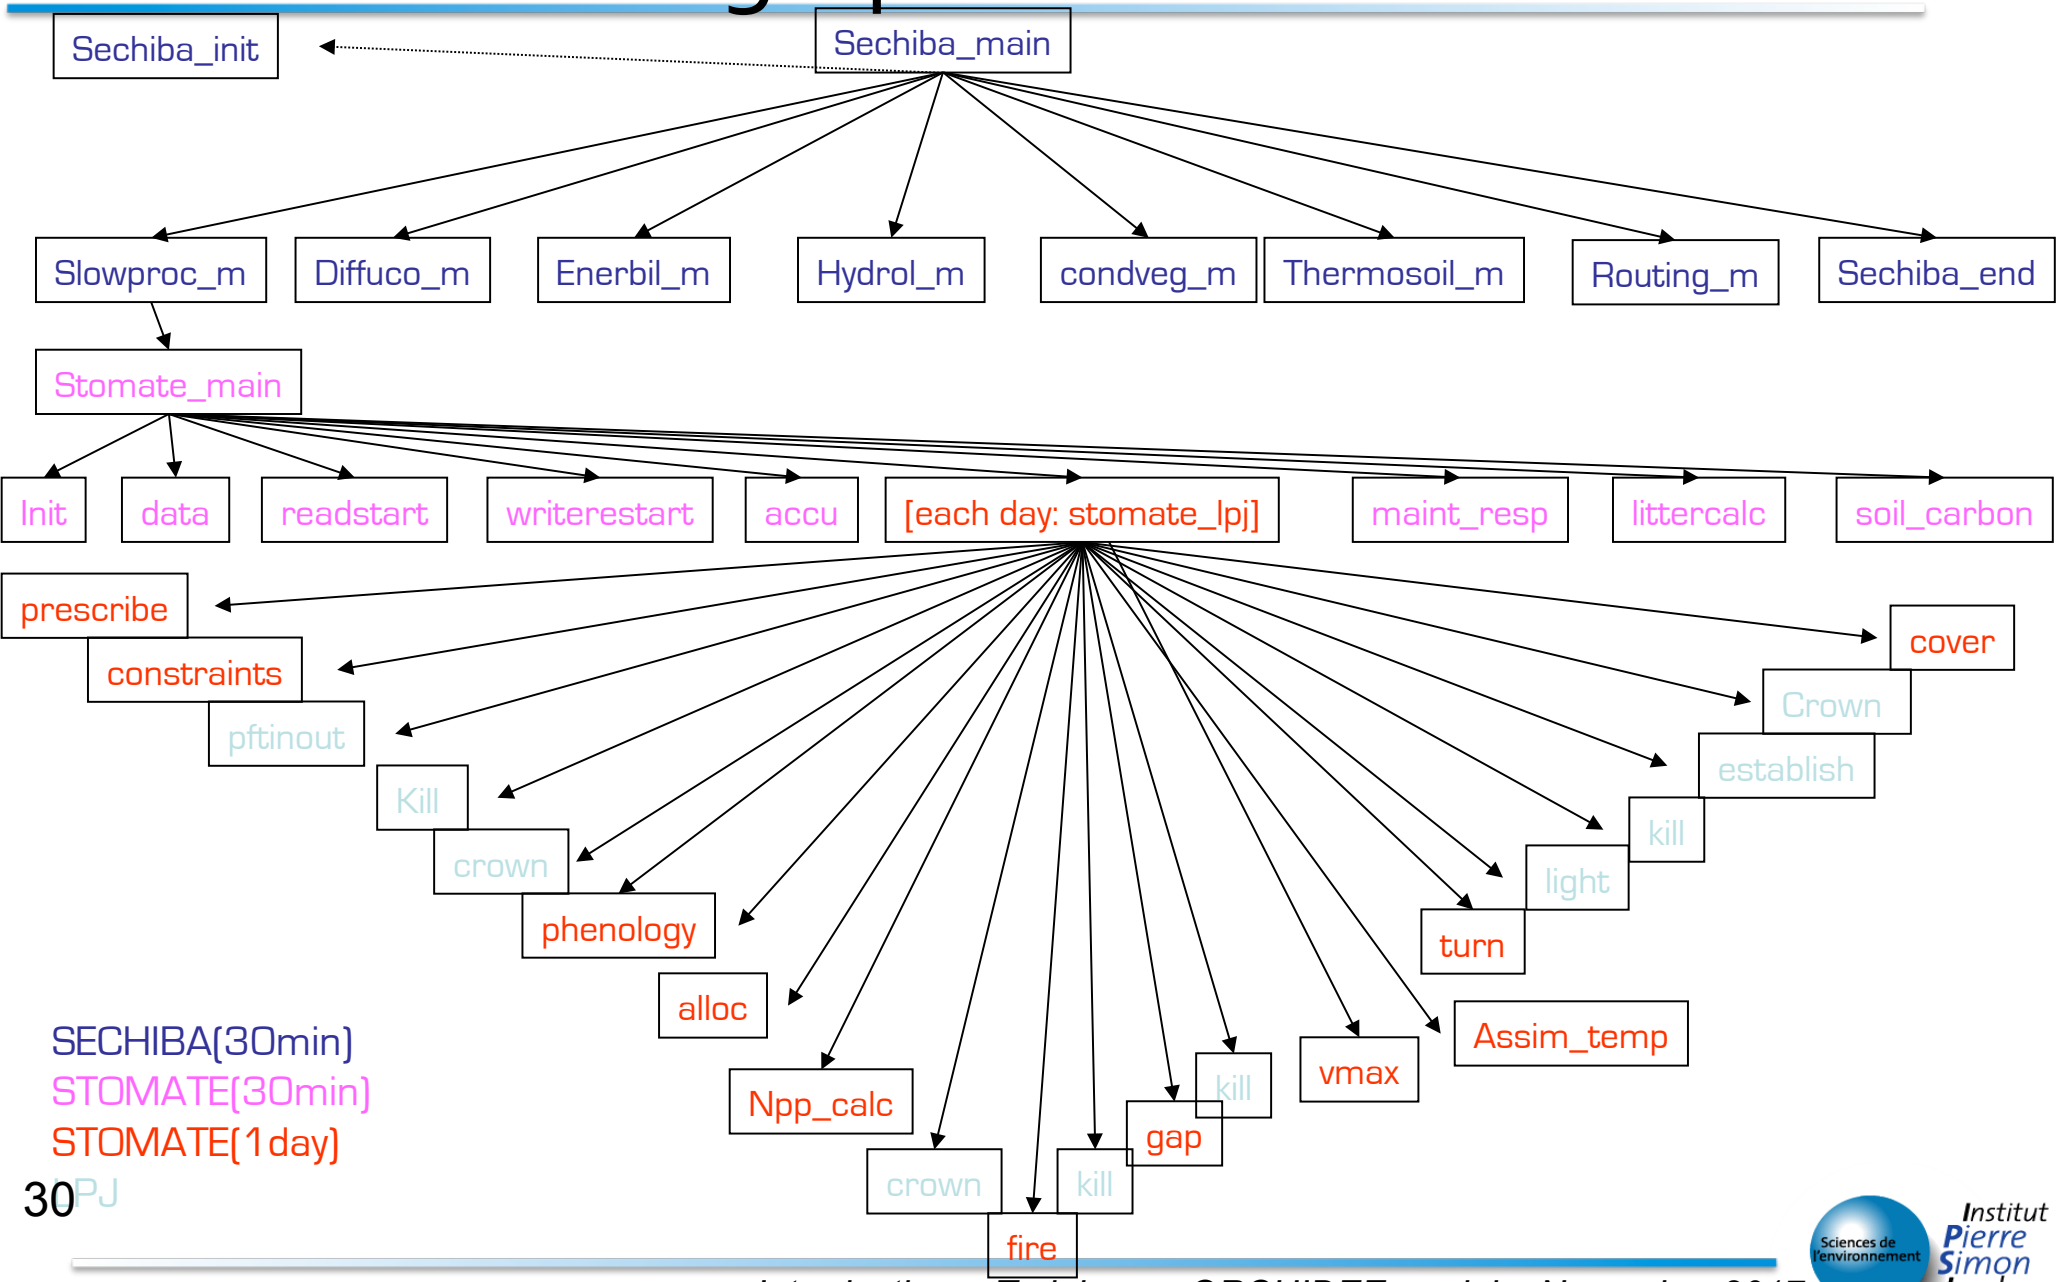 Sechiba_init
Sechiba_main
Slowproc_m
Diffuco_m
Enerbil_m
Hydrol_m
condveg_m
Thermosoil_m
Routing_m
Sechiba_end
Stomate_main
Init
data
readstart
writerestart
accu
[each day: stomate_lpj]
maint_resp
littercalc
soil_carbon
prescribe
constraints
pftinout
Kill
crown
phenology
alloc
Npp_calc
crown
fire
kill
gap
kill
vmax
Assim_temp
turn
light
kill
establish
Crown
cover
SECHIBA(30min)
STOMATE(30min)
STOMATE(1day)
LPJ
30
Sciences de
l'environnement
Institut
Pierre
Simon